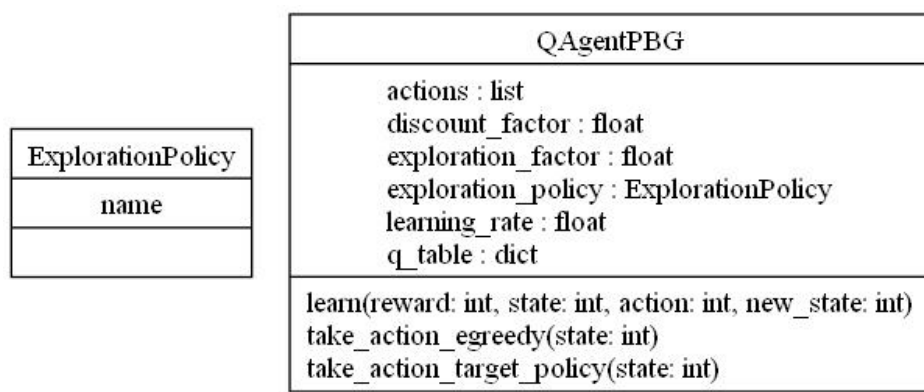 ExplorationPolicy
name
QAgentPBG
actions : list
discount_factor : float
exploration_factor : float
exploration_policy : ExplorationPolicy
learning_rate : float
q_table : dict
learn(reward: int, state: int, action: int, new_state: int)
take_action_egreedy(state: int)
take_action_target_policy(state: int)